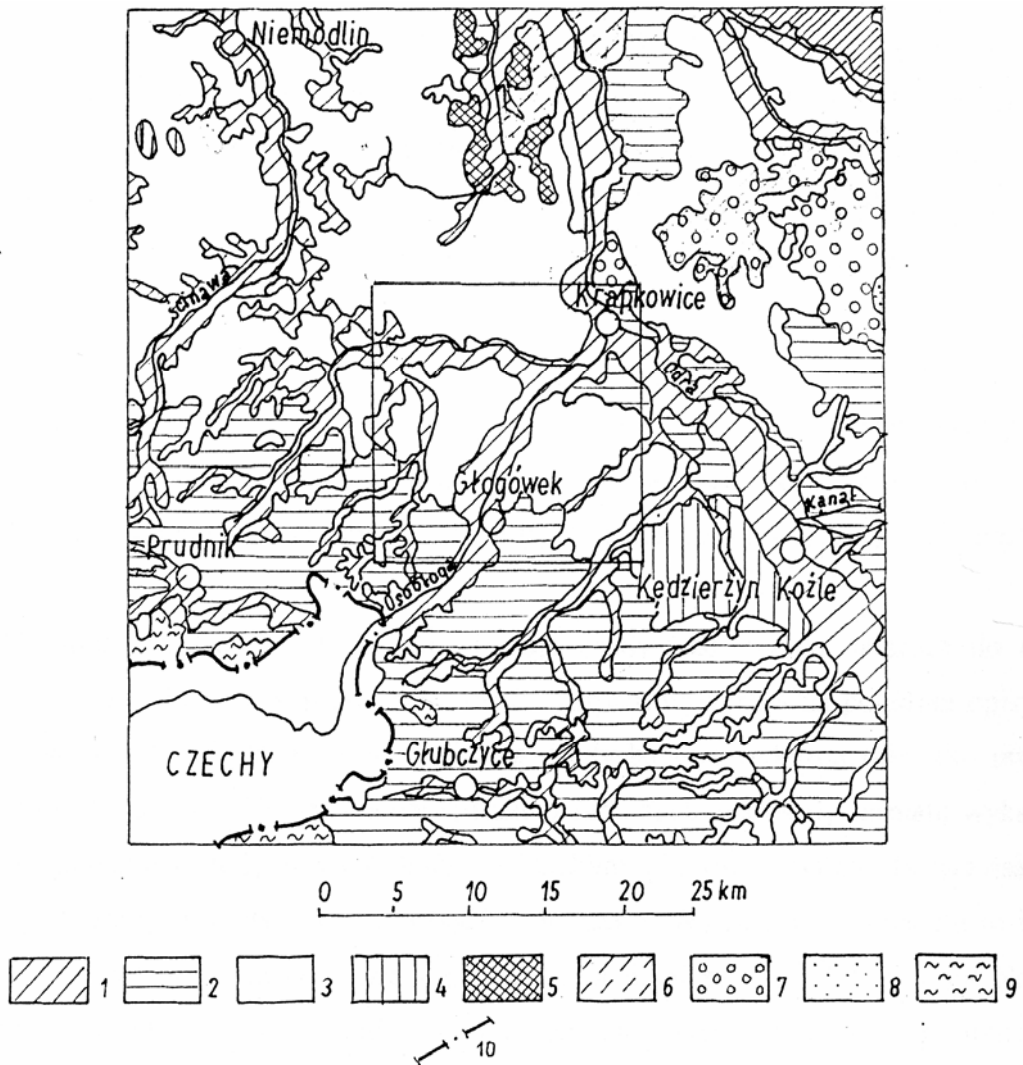 Niemodlin
Ścinawa
Krapkowice
Odra
Głogówek
Kanał
Prudnik
Osobłoga
Kędzierzyn Koźle
Głubczyce
CZECHY
0 5 10 15 20 25 km
1 2 3 4 5 6 7 8 9
10